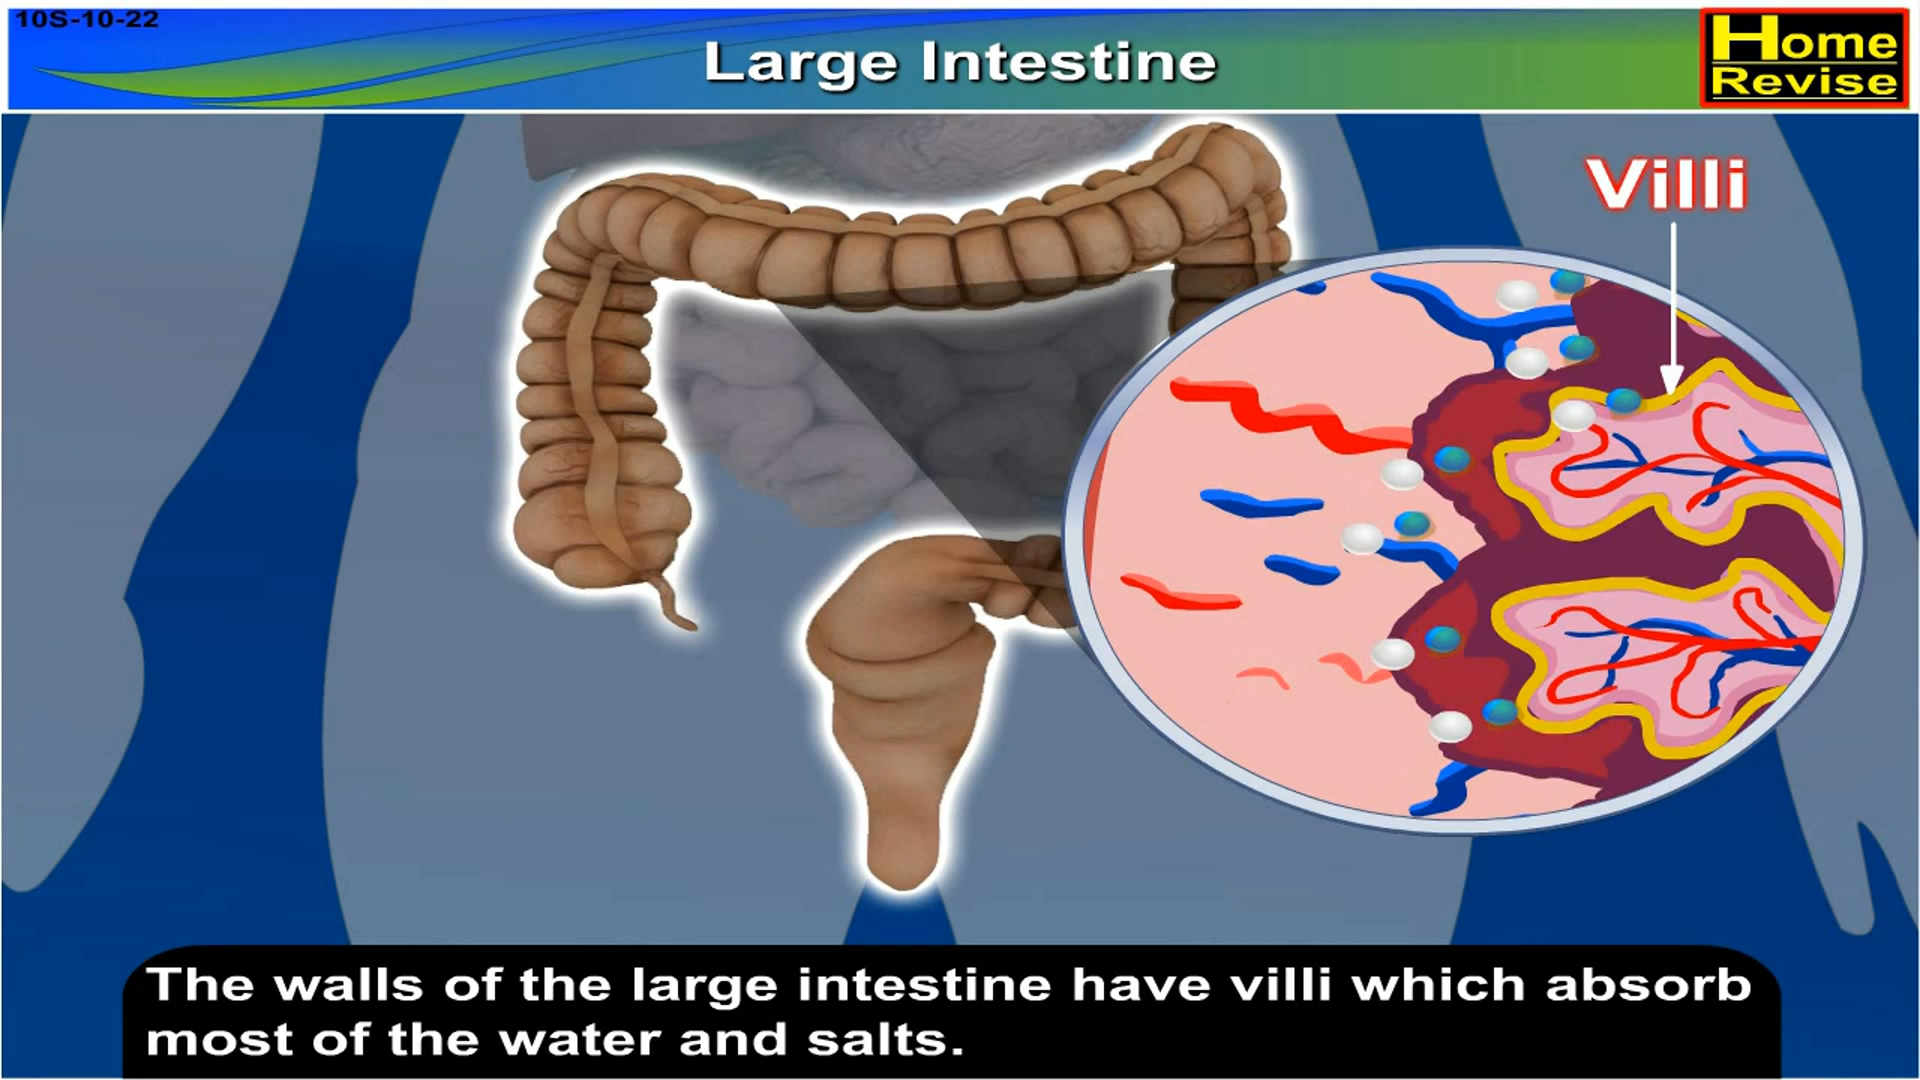 10S-10-22
Large Intestine
Home
Revise
Villi
The walls of the large intestine have villi which absorb
most of the water and salts.